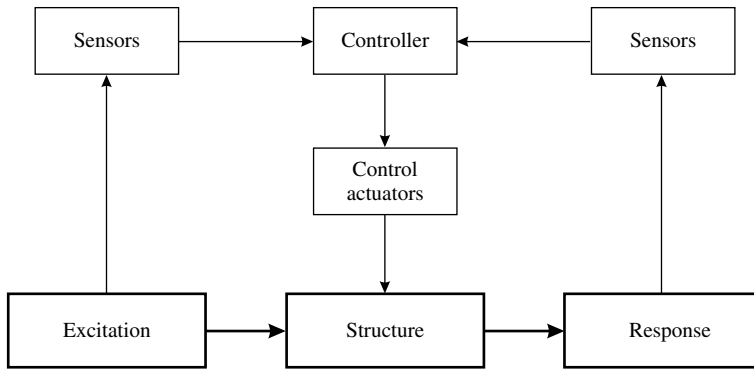 Sensors
Controller
Sensors
Control
actuators
Excitation
Structure
Response